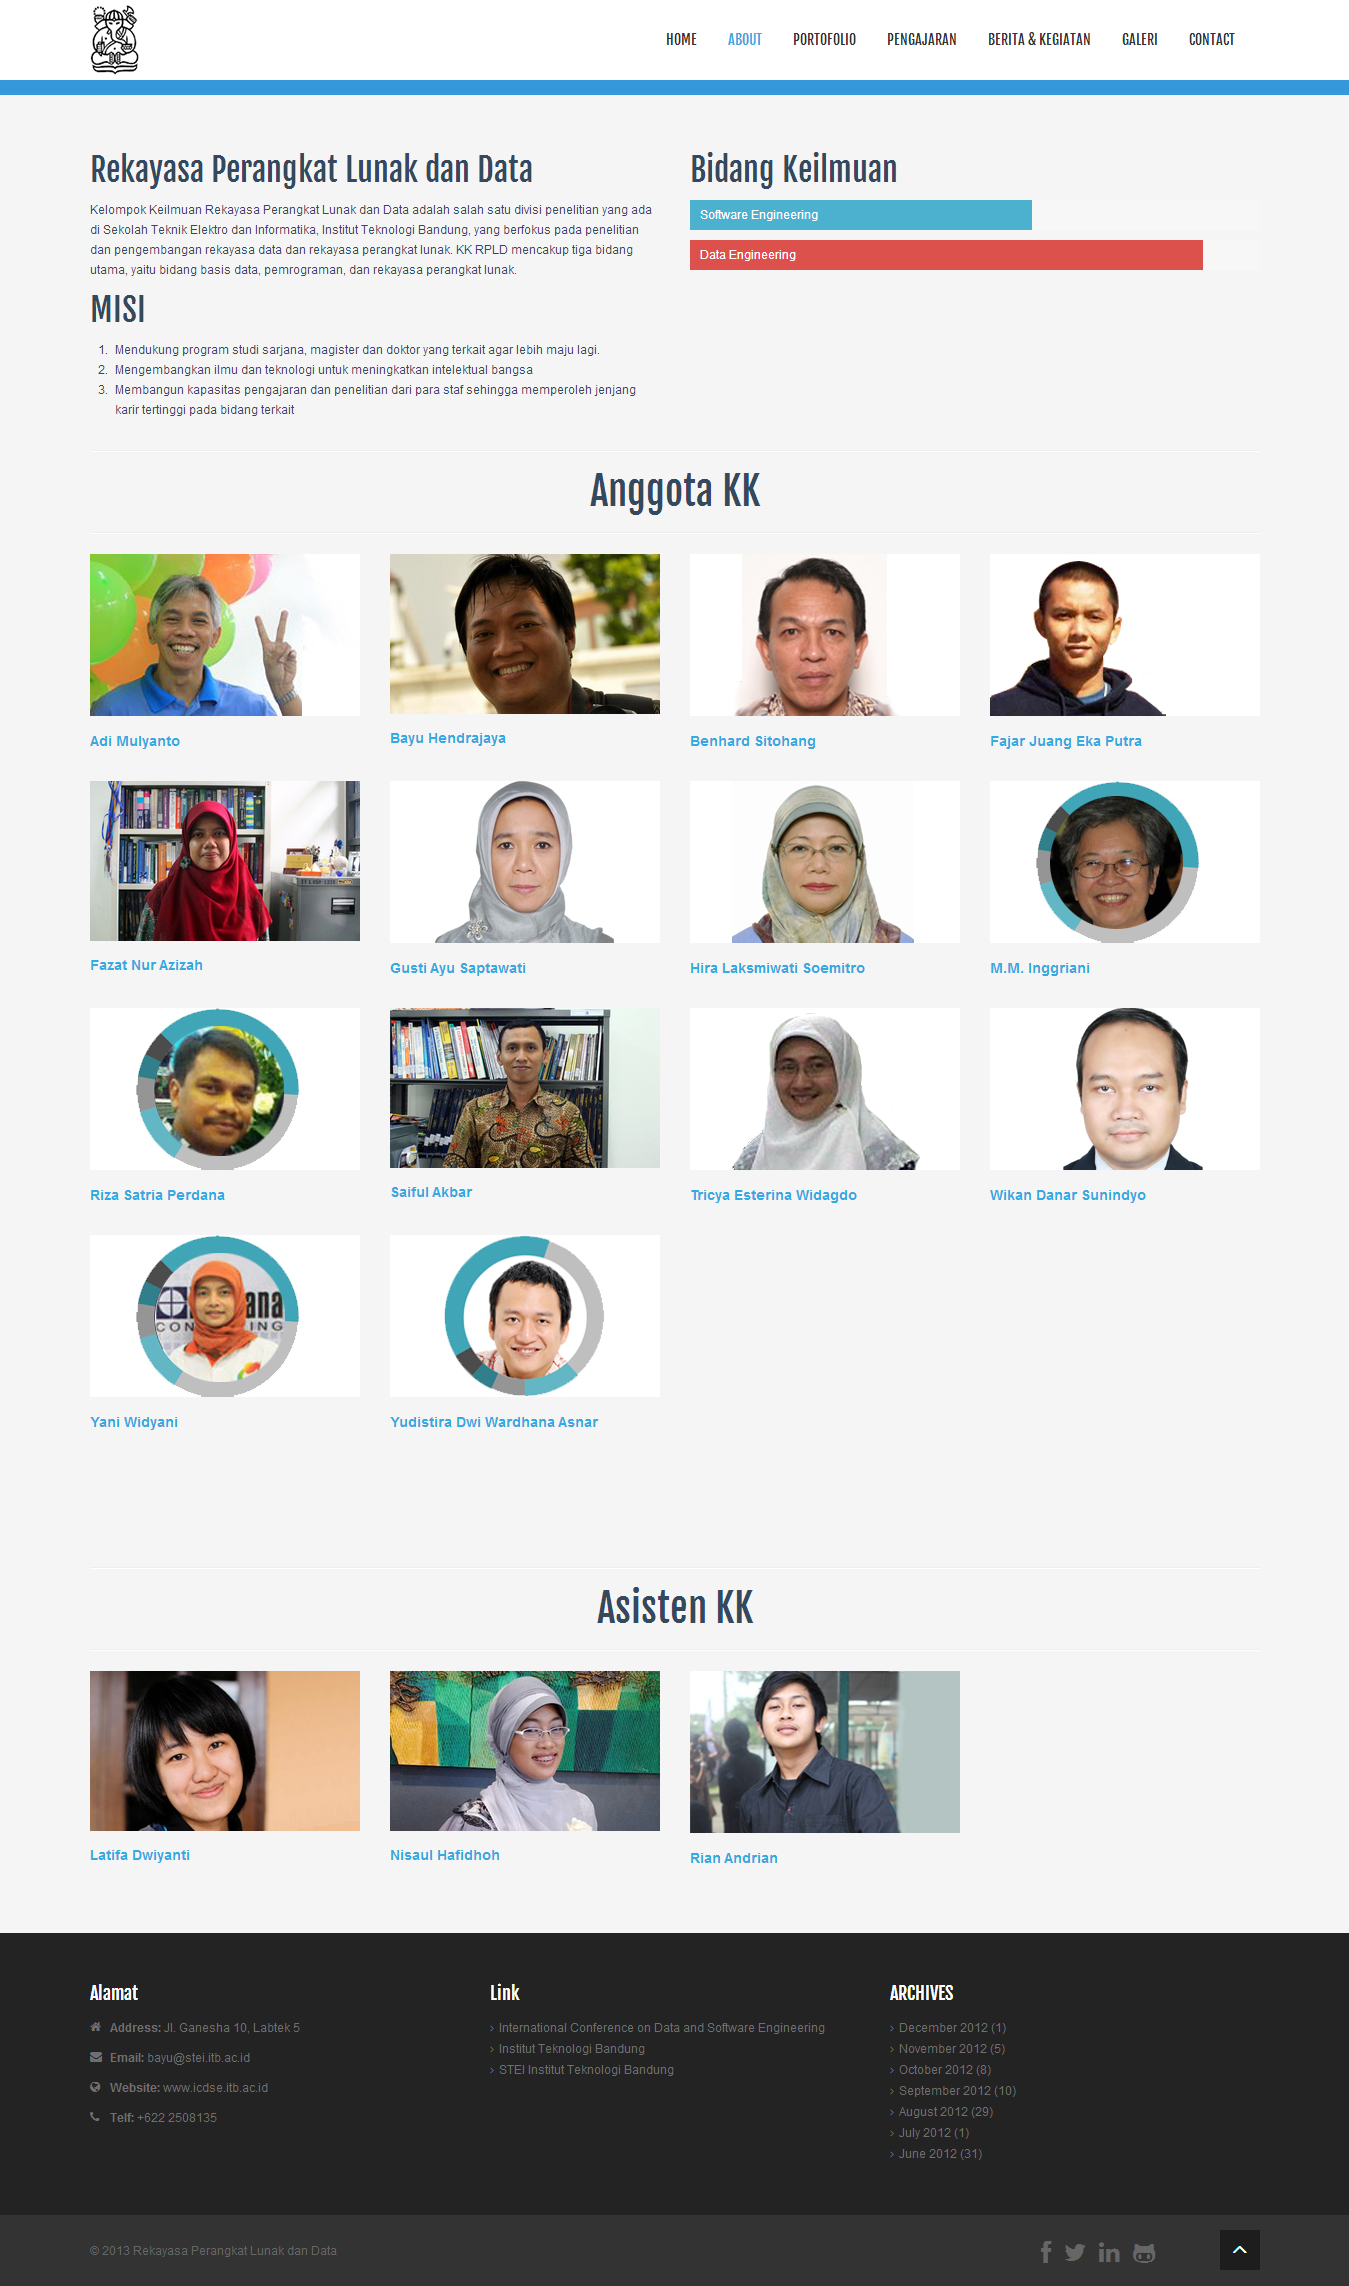 HOME ABOUT PORTOFOLIO PENGAJARAN BERITA & KEGIATAN GALERI CONTACT
Rekayasa Perangkat Lunak dan Data
Kelompok Keilmuan Rekayasa Perangkat Lunak dan Data adalah salah satu divisi penelitian yang ada
di Sekolah Teknik Elektro dan Informatika, Institut Teknologi Bandung, yang berfokus pada penelitian
dan pengembangan rekayasa data dan rekayasa perangkat lunak. KK RPLD mencakup tiga bidang
utama, yaitu bidang basis data, pemrograman, dan rekayasa perangkat lunak.
MISI
1. Mendukung program studi sarjana, magister dan doktor yang terkait agar lebih maju lagi.
2. Mengembangkan ilmu dan teknologi untuk meningkatkan intelektual bangsa
3. Membangun kapasitas pengajaran dan penelitian dari para staf sehingga memperoleh jenjang
karir tertinggi pada bidang terkait
Bidang Keilmuan
Software Engineering
Data Engineering
Anggota KK
Adi Mulyanto
Bayu Hendrajaya
Benhard Sitohang
Fajar Juang Eka Putra
Fazat Nur Azizah
Gusti Ayu Saptawati
Hira Laksmiwati Soemitro
M.M. Inggriani
Riza Satria Perdana
Saiful Akbar
Tricya Esterina Widagdo
Wikan Danar Sunindyo
Yani Widyani
Yudistira Dwi Wardhana Asnar
Asisten KK
Latifa Dwiyanti
Nisaul Hafidhoh
Rian Andrian
Alamat
Address: Jl. Ganesha 10, Labtek 5
Email: bayu@stei.itb.ac.id
Website: www.icdse.itb.ac.id
Telf: +622 2508135
Link
› International Conference on Data and Software Engineering
› Institut Teknologi Bandung
› STEI Institut Teknologi Bandung
ARCHIVES
› December 2012 (1)
› November 2012 (5)
› October 2012 (8)
› September 2012 (10)
› August 2012 (29)
› July 2012 (1)
› June 2012 (31)
© 2013 Rekayasa Perangkat Lunak dan Data